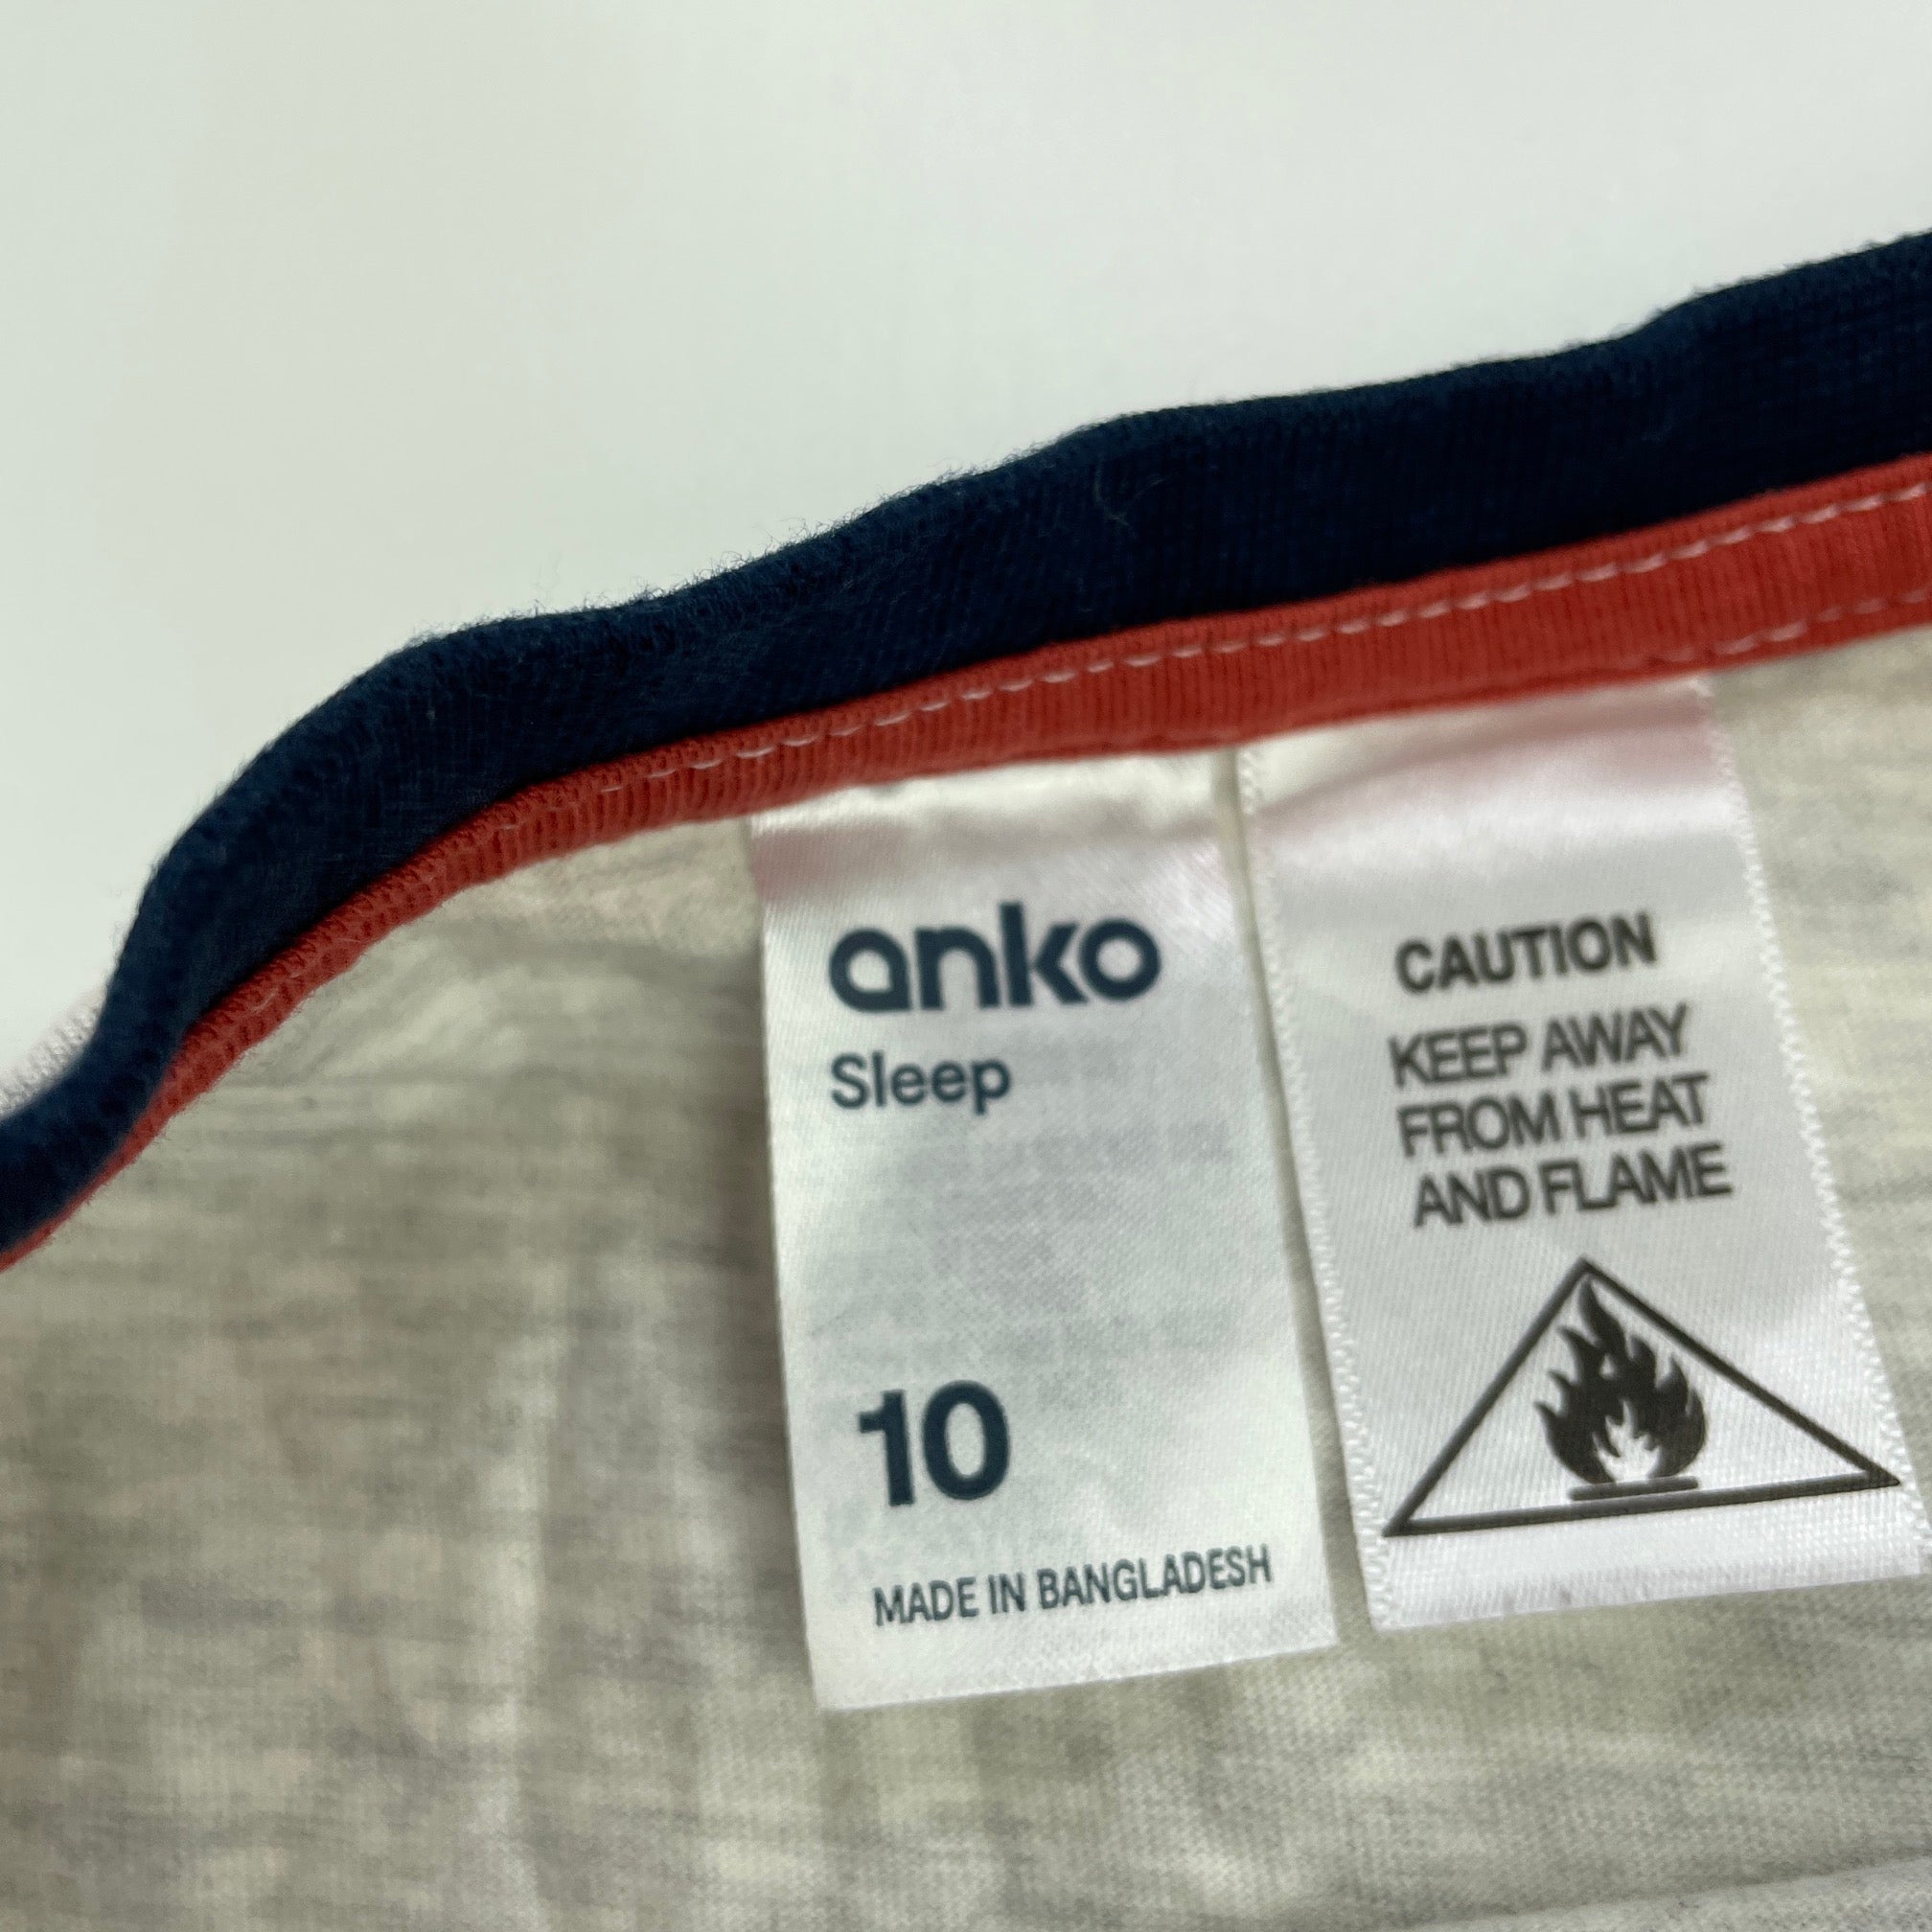 anko
Sleep
10
MADE IN BANGLADESH
CAUTION
KEEP AWAY
FROM HEAT
AND FLAME